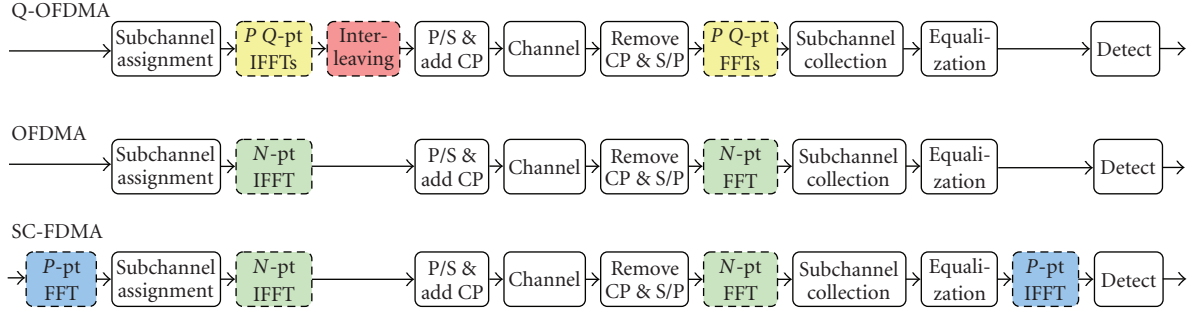 Q-OFDMA
Subchannel
assignment
P Q-pt
IFFTs
Inter-
leaving
P/S &
add CP
Channel
Remove
CP & S/P
P Q-pt
FFTs
Subchannel
collection
Equali-
zation
Detect
OFDMA
Subchannel
assignment
N-pt
IFFT
P/S &
add CP
Channel
Remove
CP & S/P
N-pt
FFT
Subchannel
collection
Equali-
zation
Detect
SC-FDMA
P-pt
FFT
Subchannel
assignment
N-pt
IFFT
P/S &
add CP
Channel
Remove
CP & S/P
N-pt
FFT
Subchannel
collection
Equali-
zation
P-pt
IFFT
Detect